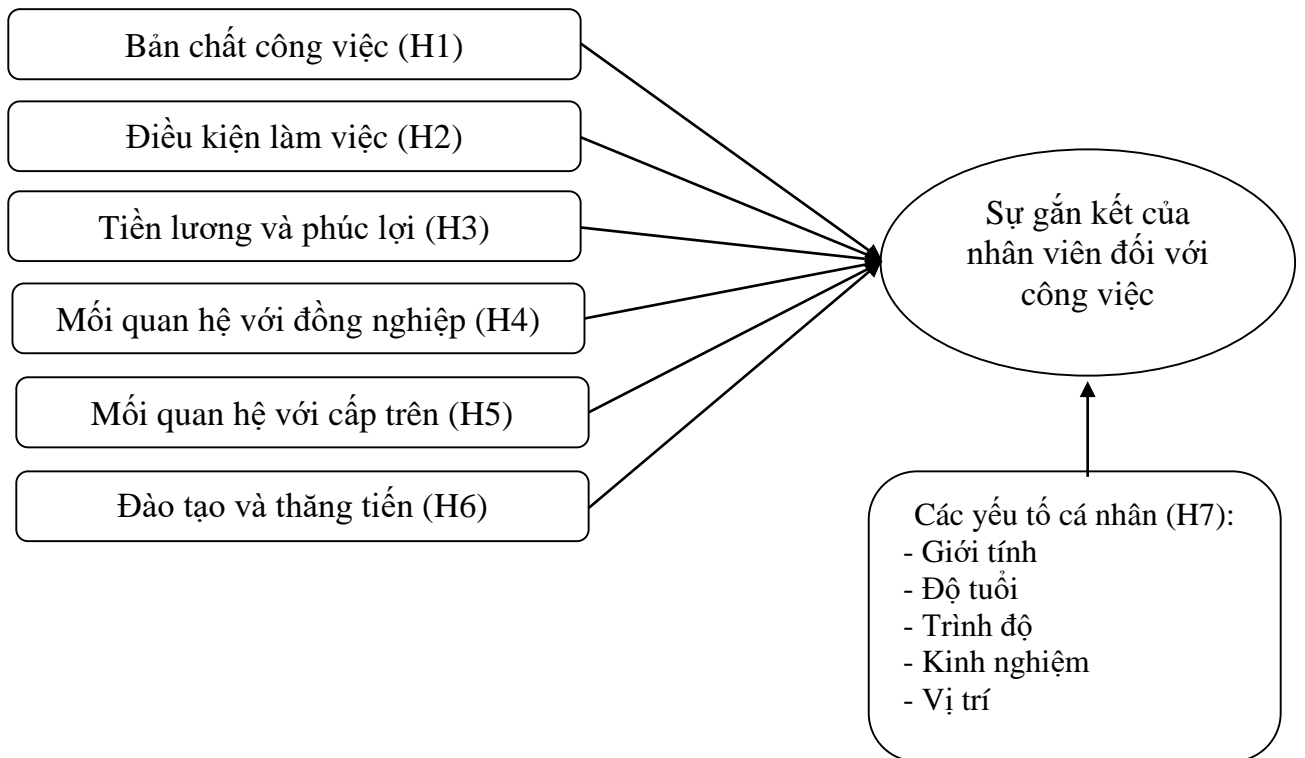 Bản chất công việc (H1)
Điều kiện làm việc (H2)
Tiền lương và phúc lợi (H3)
Mối quan hệ với đồng nghiệp (H4)
Mối quan hệ với cấp trên (H5)
Đào tạo và thăng tiến (H6)
Sự gắn kết của
nhân viên đối với
công việc
Các yếu tố cá nhân (H7):
- Giới tính
- Độ tuổi
- Trình độ
- Kinh nghiệm
- Vị trí